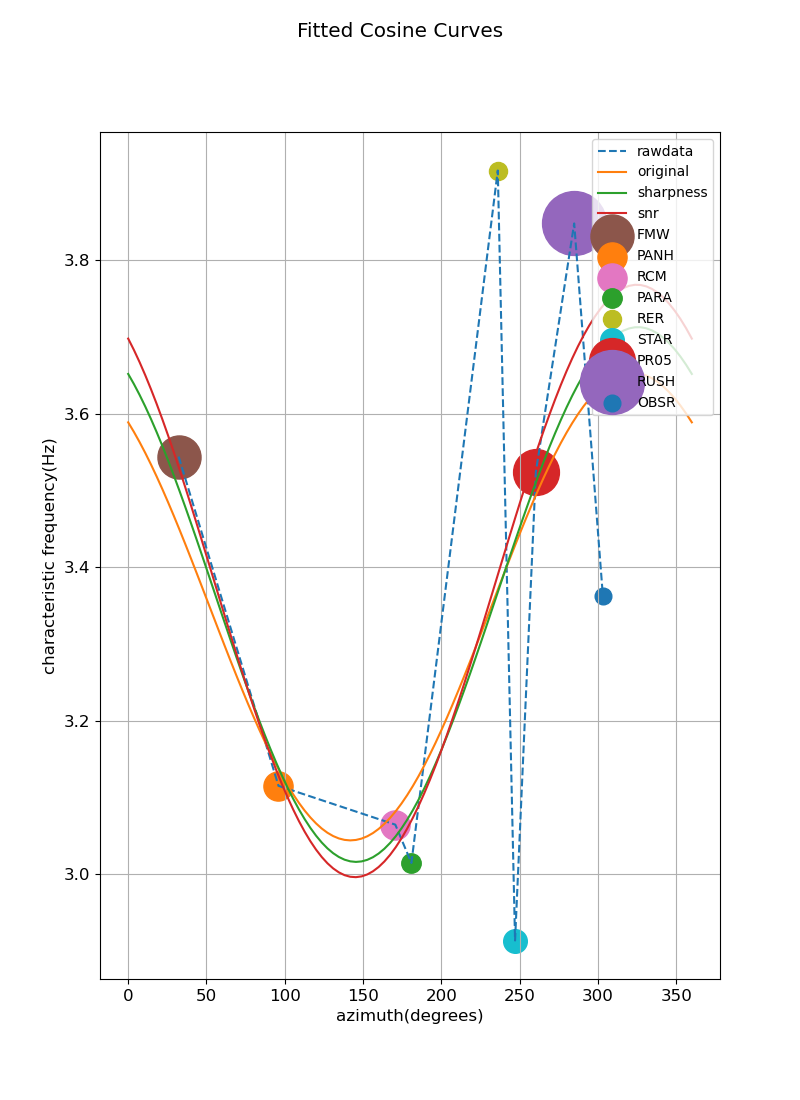 Fitted Cosine Curves
rawdata
original
sharpness
snr
FMW
PANH
RCM
PARA
RER
STAR
PR05
RUSH
OBSR
3.8
3.6
3.4
3.2
3.0
characteristic frequency(Hz)
0 50 100 150 200 250 300 350
azimuth(degrees)